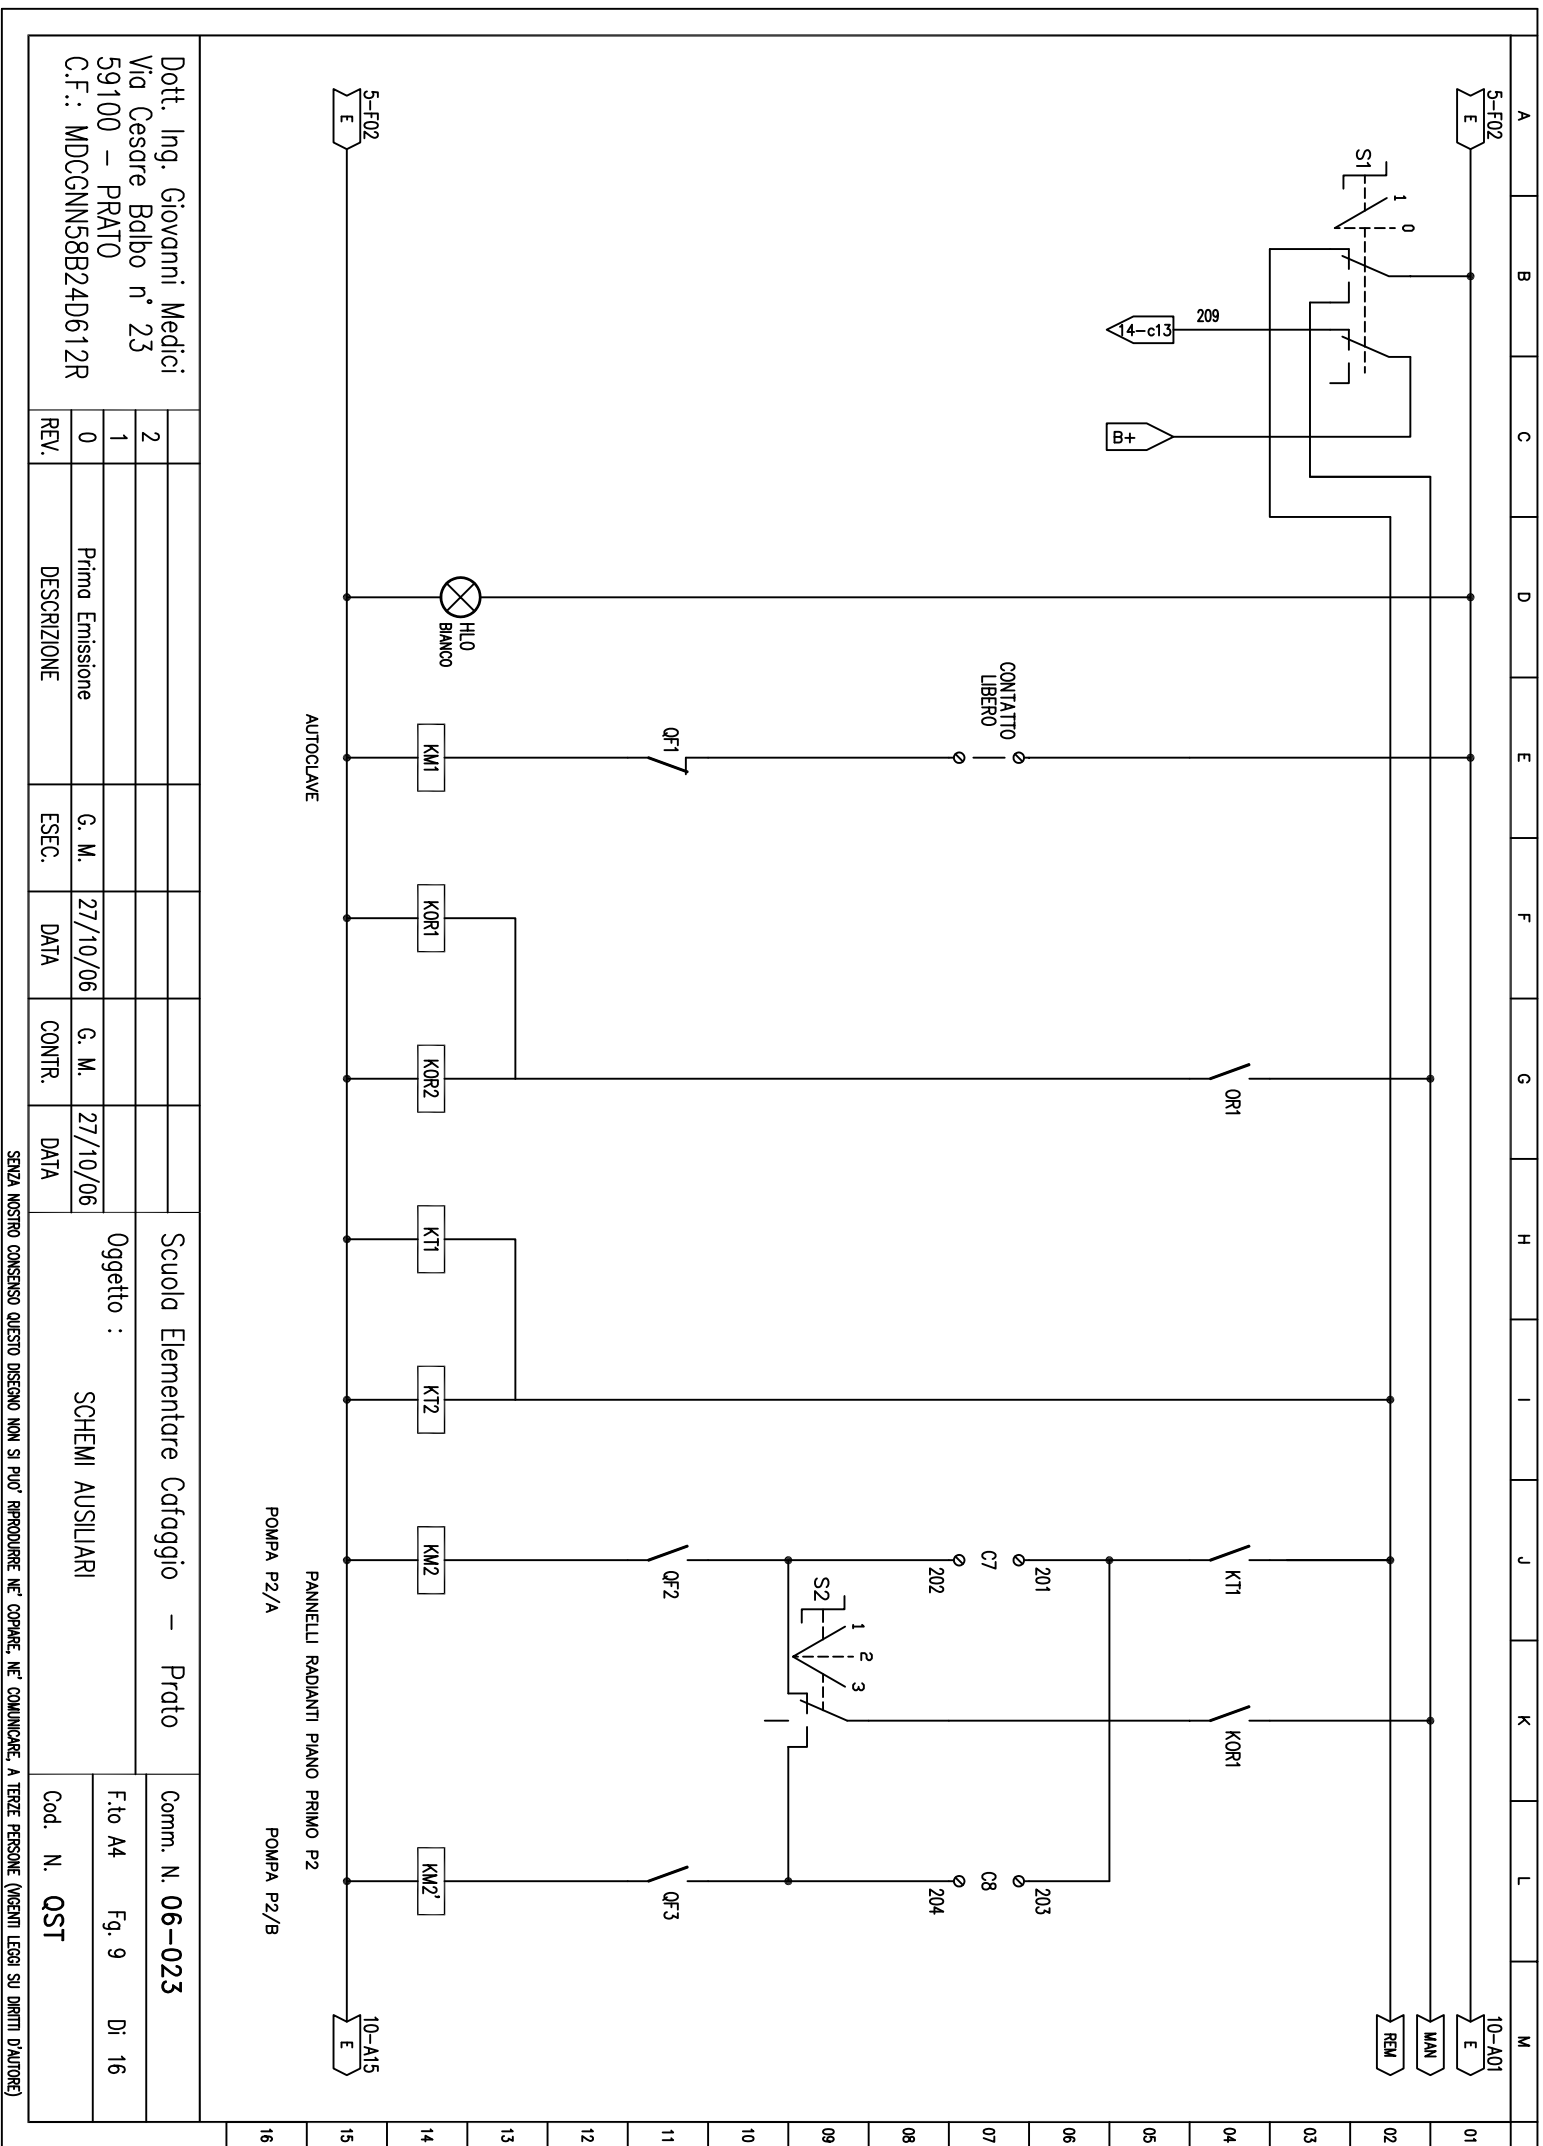 A B C D E F G H I J K L M
01
02
03
04
05
06
07
08
09
10
11
12
13
14
15
16
5-F02
E
10-A01
E
MAN
REM
S1
1
0
209
14-c13
B+
OR1
KT1
KOR1
CONTATTO
LIBERO
201
C7
202
203
C8
204
S2
1
2
3
QF1
QF2
QF3
HL0
BIANCO
KM1
KOR1
KOR2
KT1
KT2
KM2
KM2'
5-F02
E
10-A15
E
AUTOCLAVE
PANNELLI RADIANTI PIANO PRIMO P2
POMPA P2/A
POMPA P2/B
Dott. Ing. Giovanni Medici
Via Cesare Balbo n° 23
59100 - PRATO
C.F.: MDCGNN58B24D612R
2
1
0 Prima Emissione G. M. 27/10/06 G. M. 27/10/06
REV. DESCRIZIONE ESEC. DATA CONTR. DATA
Scuola Elementare Cafaggio - Prato
Oggetto :
SCHEMI AUSILIARI
Comm. N. 06-023
F.to A4 Fg. 9 Di 16
Cod. N. QST
SENZA NOSTRO CONSENSO QUESTO DISEGNO NON SI PUO' RIPRODURRE NE' COPIARE, NE' COMUNICARE, A TERZE PERSONE (VIGENTI LEGGI SU DIRITTI D'AUTORE)